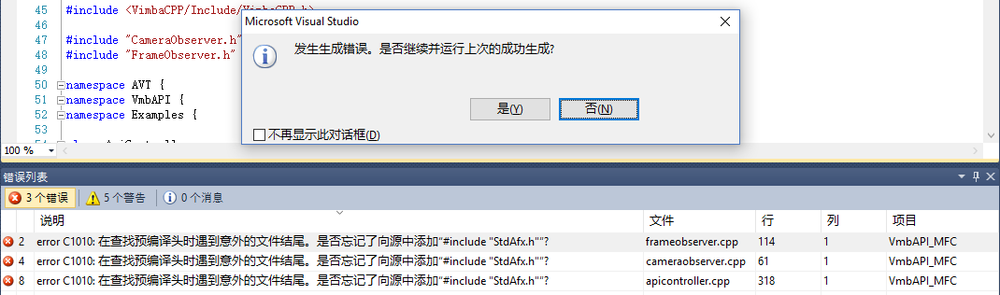 45 #include <VimbaCPP/Include/VimbaCPP.h>
46
47 #include "CameraObserver.h"
48 #include "FrameObserver.h"
49
50 namespace AVT {
51 namespace VmbAPI {
52 namespace Examples {
53
100 %
Microsoft Visual Studio
发生生成错误。是否继续并运行上次的成功生成?
是(Y) 否(N)
不再显示此对话框(D)
错误列表
3 个错误 5 个警告 0 个消息
说明 文件 行 列 项目
2 error C1010: 在查找预编译头时遇到意外的文件结尾。是否忘记了向源中添加“#include "StdAfx.h"”? frameobserver.cpp 114 1 VmbAPI_MFC
4 error C1010: 在查找预编译头时遇到意外的文件结尾。是否忘记了向源中添加“#include "StdAfx.h"”? cameraobserver.cpp 61 1 VmbAPI_MFC
8 error C1010: 在查找预编译头时遇到意外的文件结尾。是否忘记了向源中添加“#include "StdAfx.h"”? apicontroller.cpp 318 1 VmbAPI_MFC